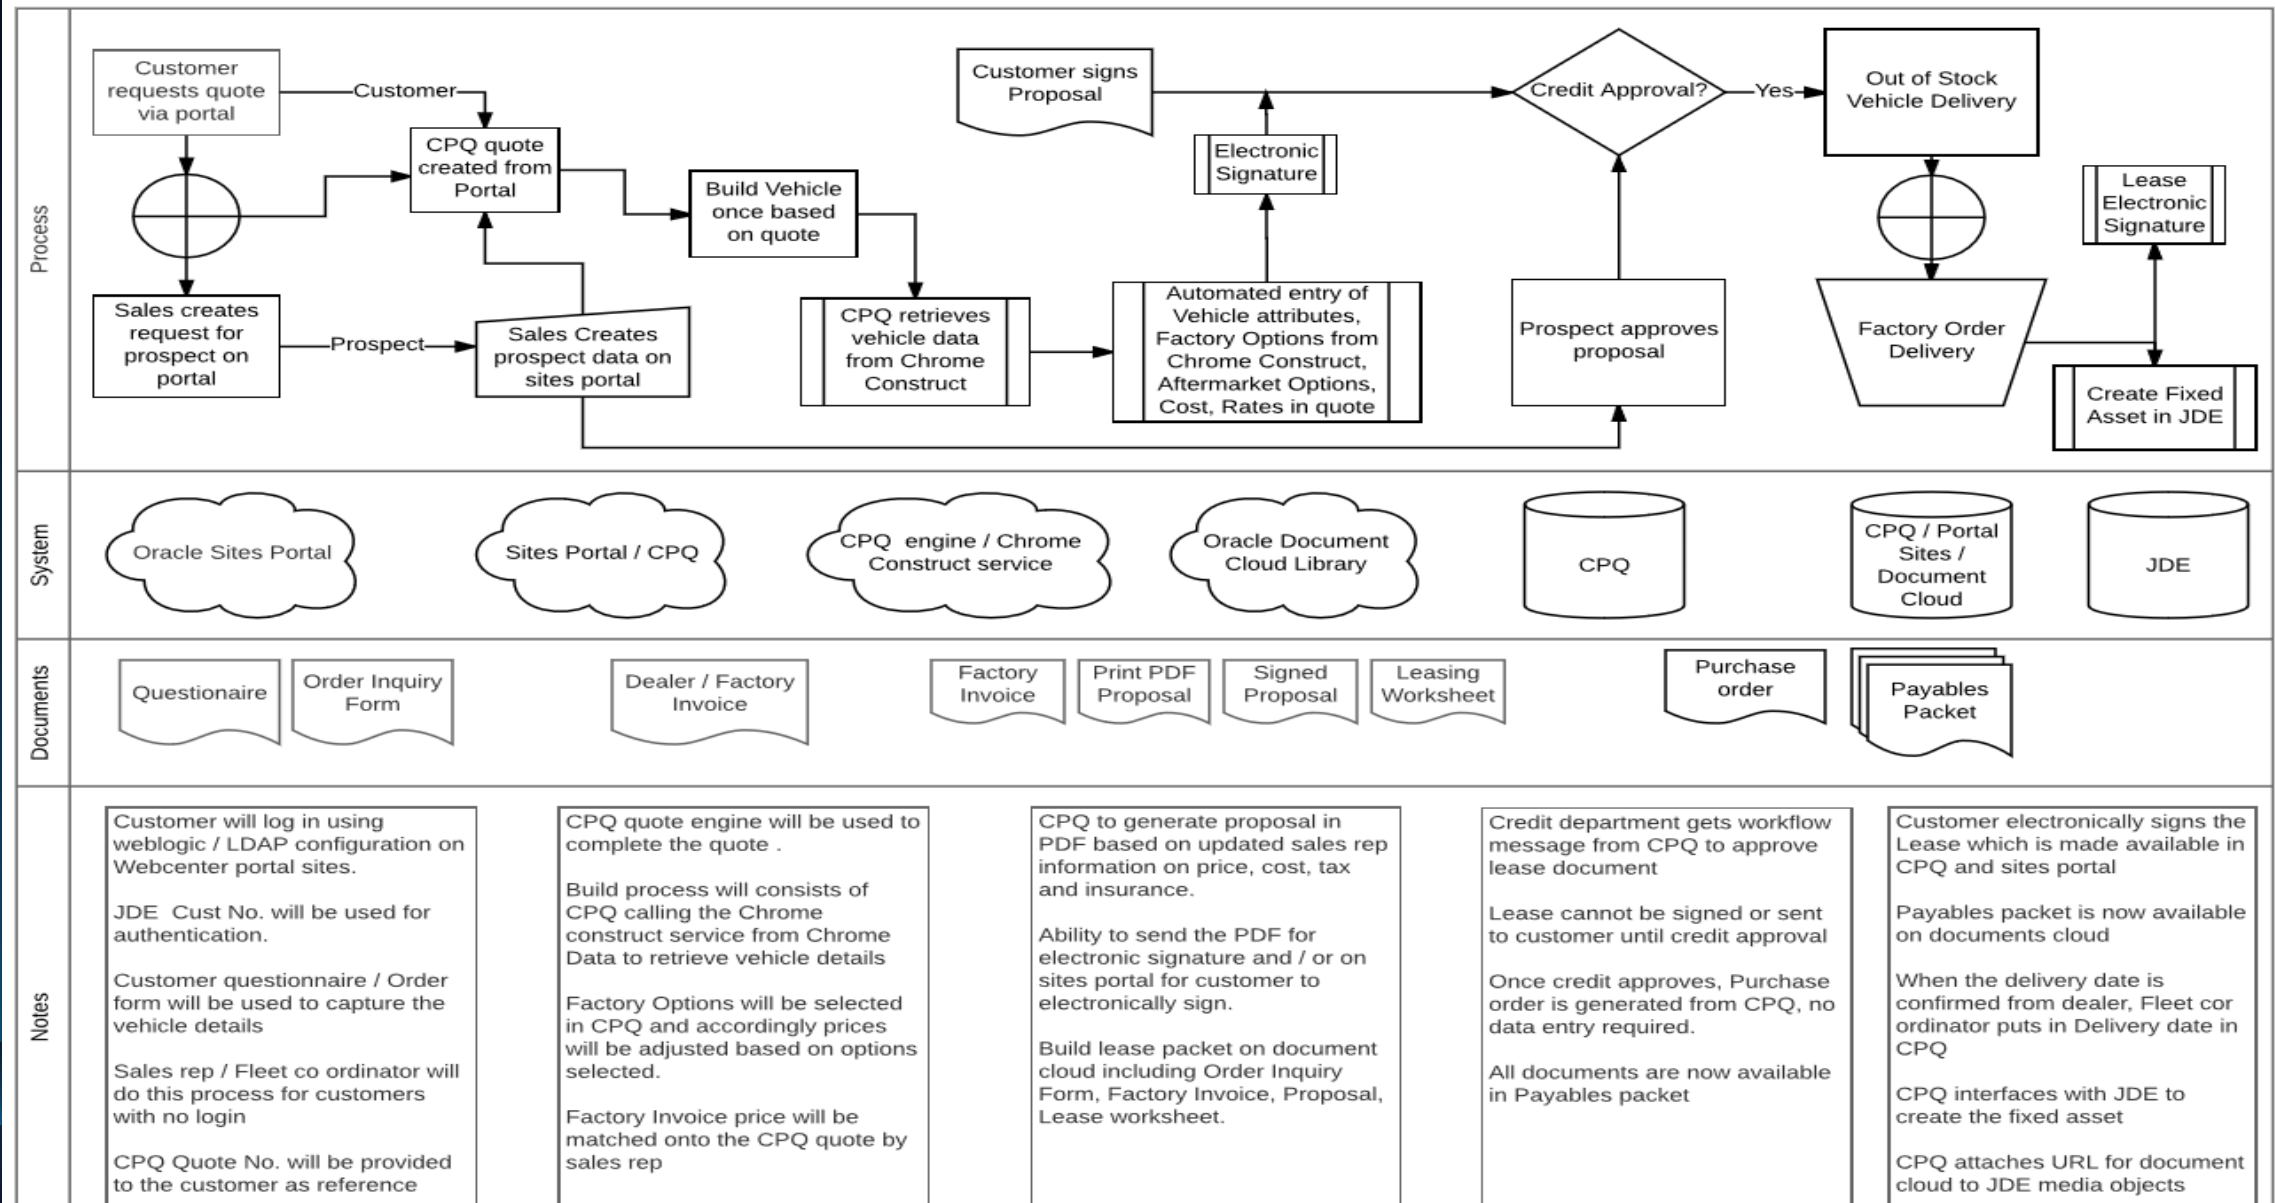 Process
Customer
requests quote
via portal
Customer
CPQ quote
created from
Portal
Build Vehicle
once based
on quote
Sales creates
request for
prospect on
portal
Prospect
Sales Creates
prospect data on
sites portal
CPQ retrieves
vehicle data
from Chrome
Construct
Automated entry of
Vehicle attributes,
Factory Options from
Chrome Construct,
Aftermarket Options,
Cost, Rates in quote
Electronic
Signature
Customer signs
Proposal
Credit Approval?
Yes
Prospect approves
proposal
Out of Stock
Vehicle Delivery
Factory Order
Delivery
Lease
Electronic
Signature
Create Fixed
Asset in JDE
System
Oracle Sites Portal
Sites Portal / CPQ
CPQ engine / Chrome
Construct service
Oracle Document
Cloud Library
CPQ
CPQ / Portal
Sites /
Document
Cloud
JDE
Documents
Questionaire
Order Inquiry
Form
Dealer / Factory
Invoice
Factory
Invoice
Print PDF
Proposal
Signed
Proposal
Leasing
Worksheet
Purchase
order
Payables
Packet
Notes
Customer will log in using
weblogic / LDAP configuration on
Webcenter portal sites.
JDE Cust No. will be used for
authentication.
Customer questionnaire / Order
form will be used to capture the
vehicle details
Sales rep / Fleet co ordinator will
do this process for customers
with no login
CPQ Quote No. will be provided
to the customer as reference
CPQ quote engine will be used to
complete the quote .
Build process will consists of
CPQ calling the Chrome
construct service from Chrome
Data to retrieve vehicle details
Factory Options will be selected
in CPQ and accordingly prices
will be adjusted based on options
selected.
Factory Invoice price will be
matched onto the CPQ quote by
sales rep
CPQ to generate proposal in
PDF based on updated sales rep
information on price, cost, tax
and insurance.
Ability to send the PDF for
electronic signature and / or on
sites portal for customer to
electronically sign.
Build lease packet on document
cloud including Order Inquiry
Form, Factory Invoice, Proposal,
Lease worksheet.
Credit department gets workflow
message from CPQ to approve
lease document
Lease cannot be signed or sent
to customer until credit approval
Once credit approves, Purchase
order is generated from CPQ, no
data entry required.
All documents are now available
in Payables packet
Customer electronically signs the
Lease which is made available in
CPQ and sites portal
Payables packet is now available
on documents cloud
When the delivery date is
confirmed from dealer, Fleet cor
ordinator puts in Delivery date in
CPQ
CPQ interfaces with JDE to
create the fixed asset
CPQ attaches URL for document
cloud to JDE media objects